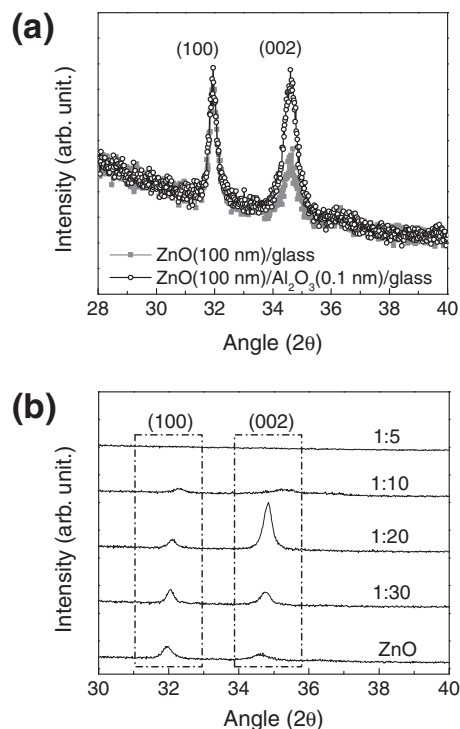 (a)
(100)
(002)
Intensity (arb. unit.)
ZnO(100 nm)/glass
ZnO(100 nm)/Al₂O₃(0.1 nm)/glass
28 30 32 34 36 38 40
Angle (2θ)
(b)
(100)
(002)
Intensity (arb. unit.)
1:5
1:10
1:20
1:30
ZnO
30 32 34 36 38 40
Angle (2θ)